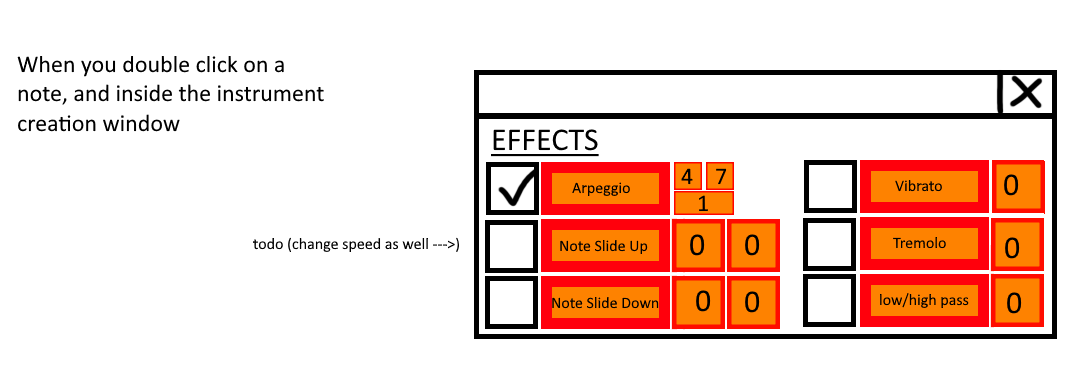 When you double click on a
note, and inside the instrument
creation window
EFFECTS
Arpeggio 4 7
1
Vibrato 0
todo (change speed as well --->)
Note Slide Up 0 0
Tremolo 0
Note Slide Down 0 0
low/high pass 0